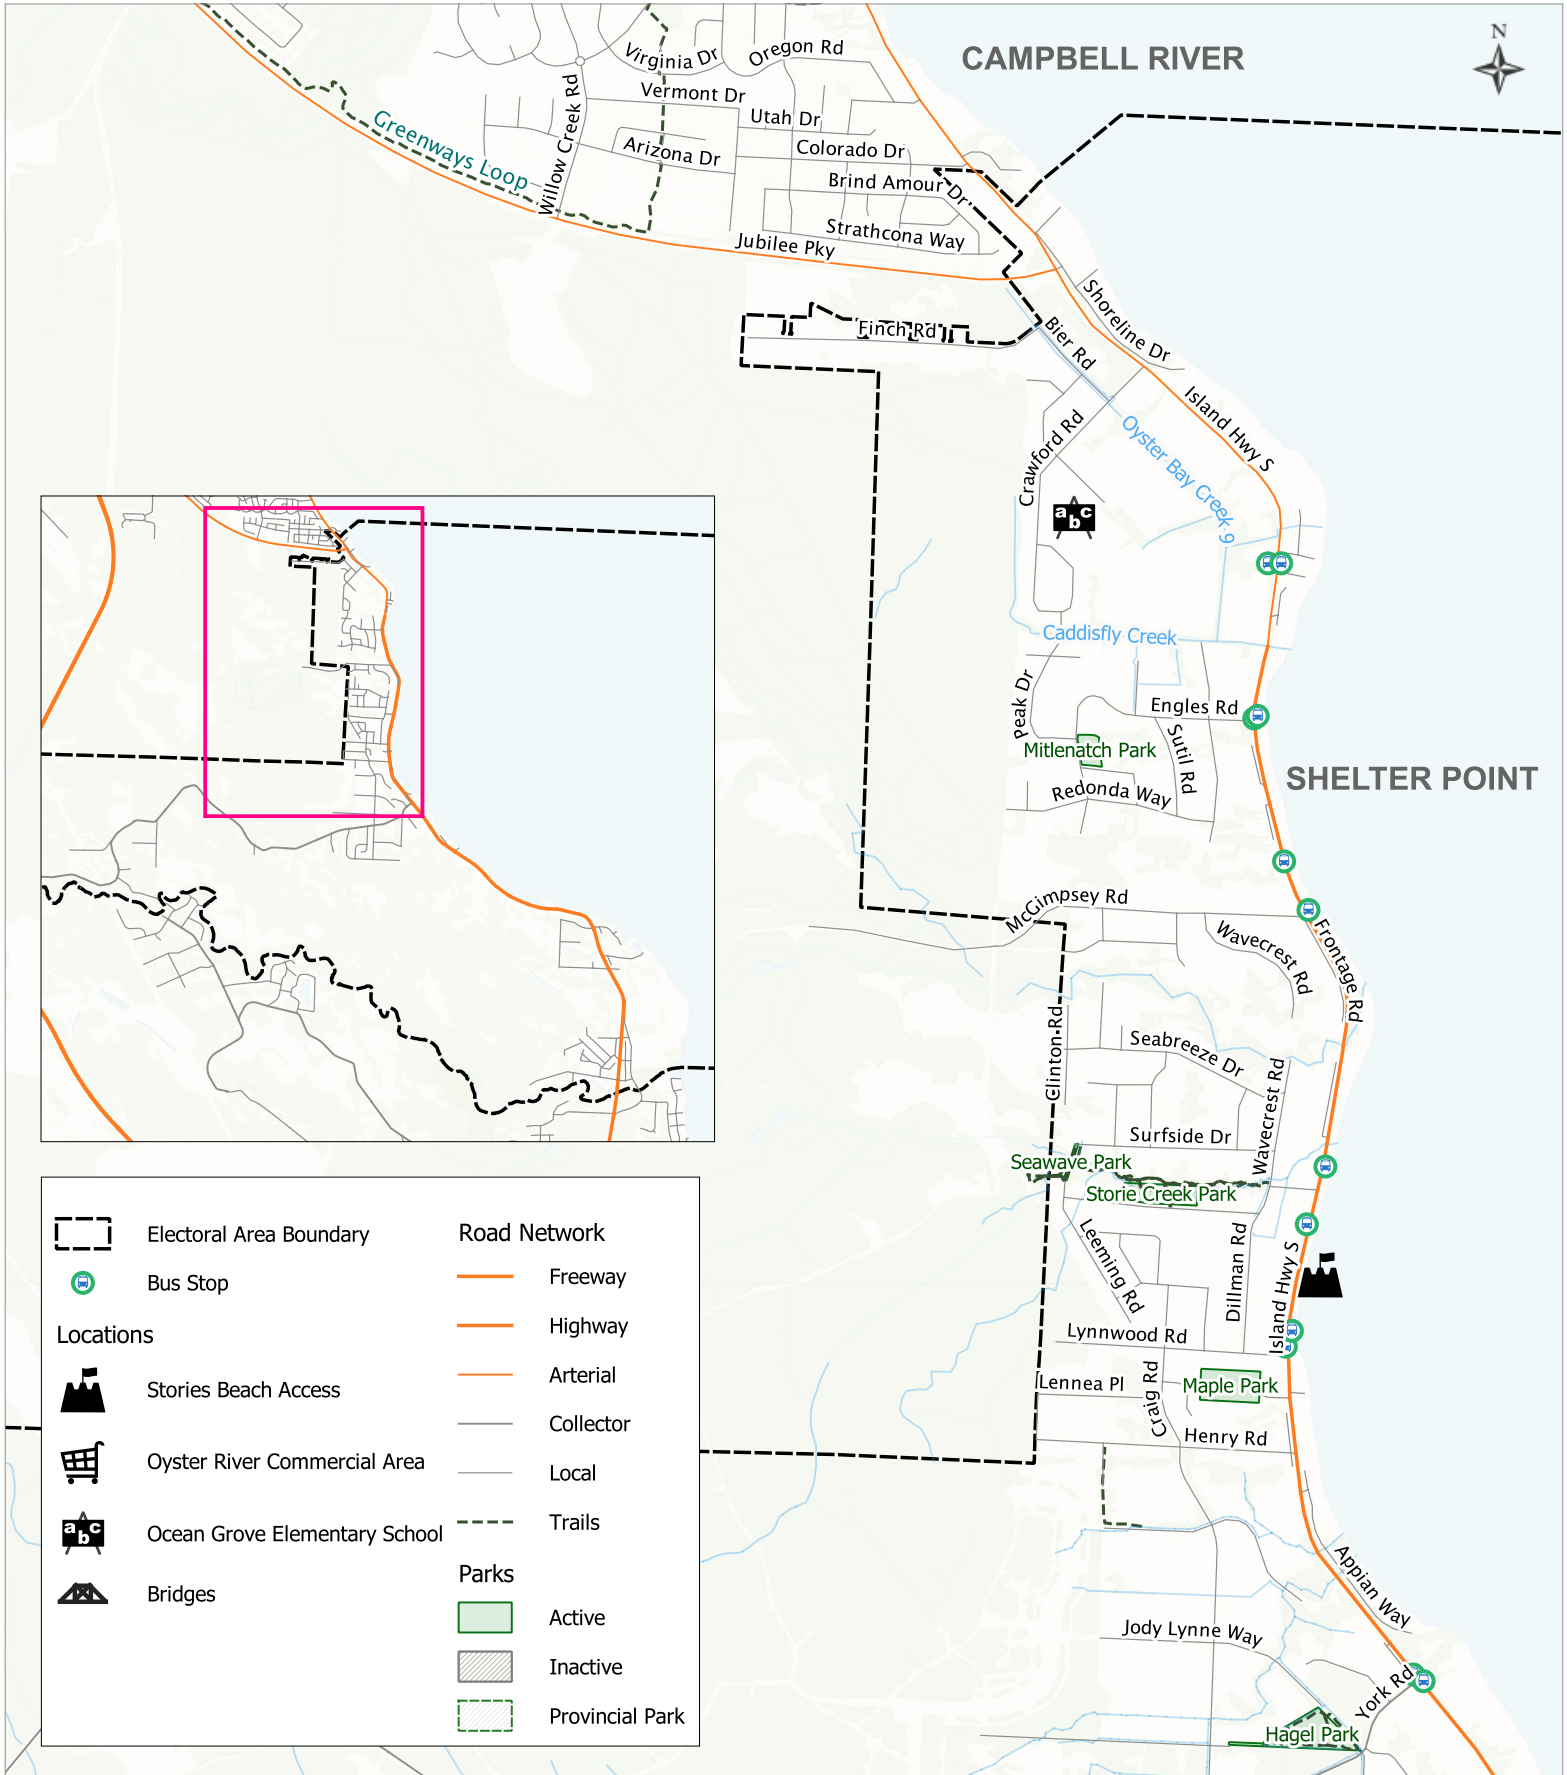 CAMPBELL RIVER
N
Virginia Dr
Oregon Rd
Vermont Dr
Utah Dr
Willow Creek Rd
Greenways Loop
Arizona Dr
Colorado Dr
Brind Amour Dr
Strathcona Way
Jubilee Pky
Shoreline Dr
Finch Rd
Bier Rd
Island Hwy S
Crawford Rd
Oyster Bay Creek 9
abc
Caddisfly Creek
Peak Dr
Engles Rd
Sutil Rd
Mitlenatch Park
SHELTER POINT
Redonda Way
McGimpsey Rd
Wavecrest Rd
Frontage Rd
Clinton Rd
Seabreeze Dr
Wavecrest Rd
Surfside Dr
Seawave Park
Storie Creek Park
Leeming Rd
Dillman Rd
Island Hwy S
Lynnwood Rd
Lennea Pl
Craig Rd
Maple Park
Henry Rd
Appian Way
Jody Lynne Way
York Rd
Hagel Park
Electoral Area Boundary
Bus Stop
Locations
Stories Beach Access
Oyster River Commercial Area
abc
Ocean Grove Elementary School
Bridges
Road Network
Freeway
Highway
Arterial
Collector
Local
Trails
Parks
Active
Inactive
Provincial Park